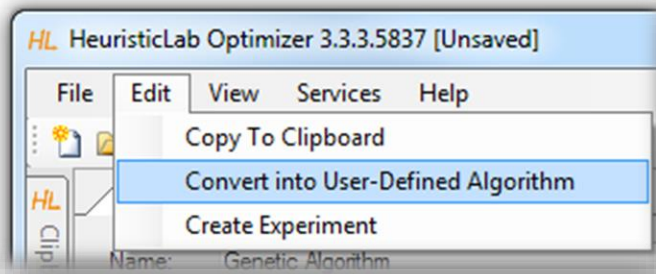 HL HeuristicLab Optimizer 3.3.3.5837 [Unsaved]
File Edit View Services Help
Copy To Clipboard
Convert into User-Defined Algorithm
HL
Create Experiment
Name: Genetic Algorithm